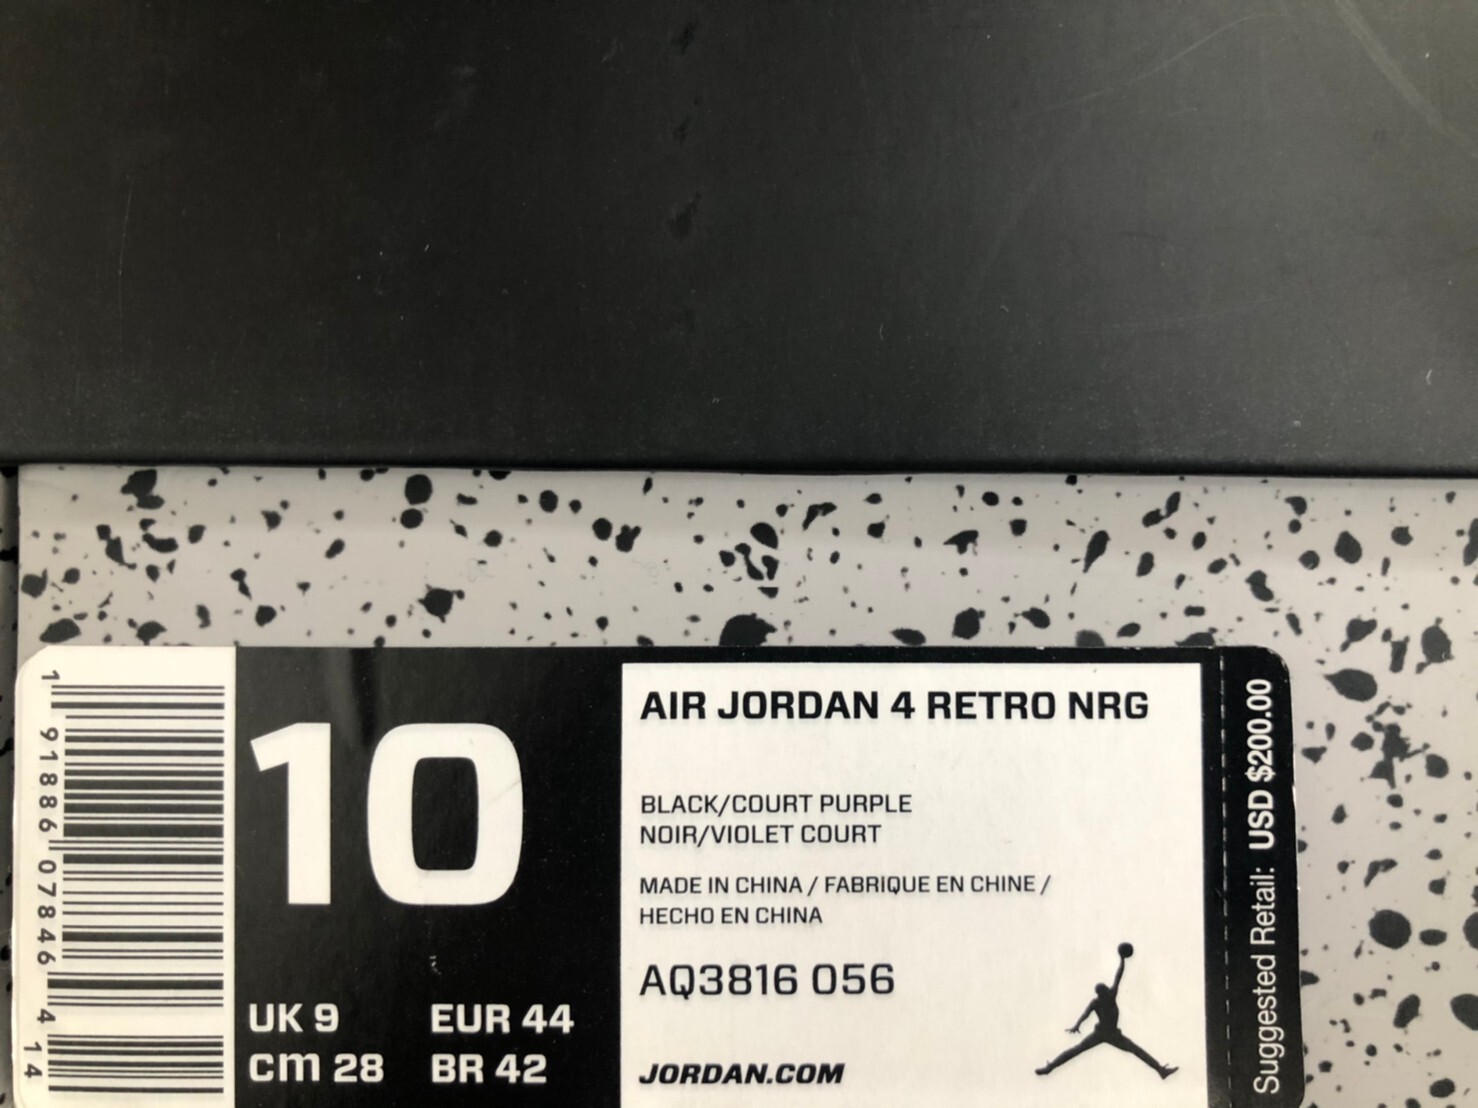 1 91886 07846 4 14
10
UK 9 EUR 44
cm 28 BR 42
AIR JORDAN 4 RETRO NRG
BLACK/COURT PURPLE
NOIR/VIOLET COURT
MADE IN CHINA / FABRIQUE EN CHINE /
HECHO EN CHINA
AQ3816 056
JORDAN.COM
Suggested Retail: USD $200.00